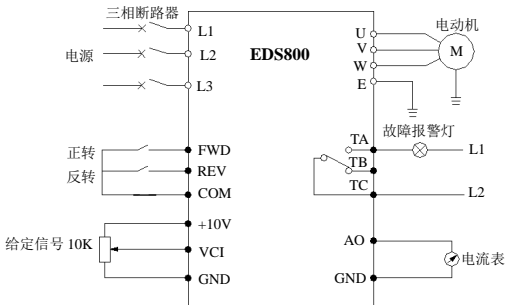 三相断路器
电源
L1
L2
L3
EDS800
U
V
W
E
电动机
M
正转
反转
FWD
REV
COM
TA
TB
TC
故障报警灯
L1
L2
给定信号 10K
+10V
VCI
GND
AO
GND
电流表